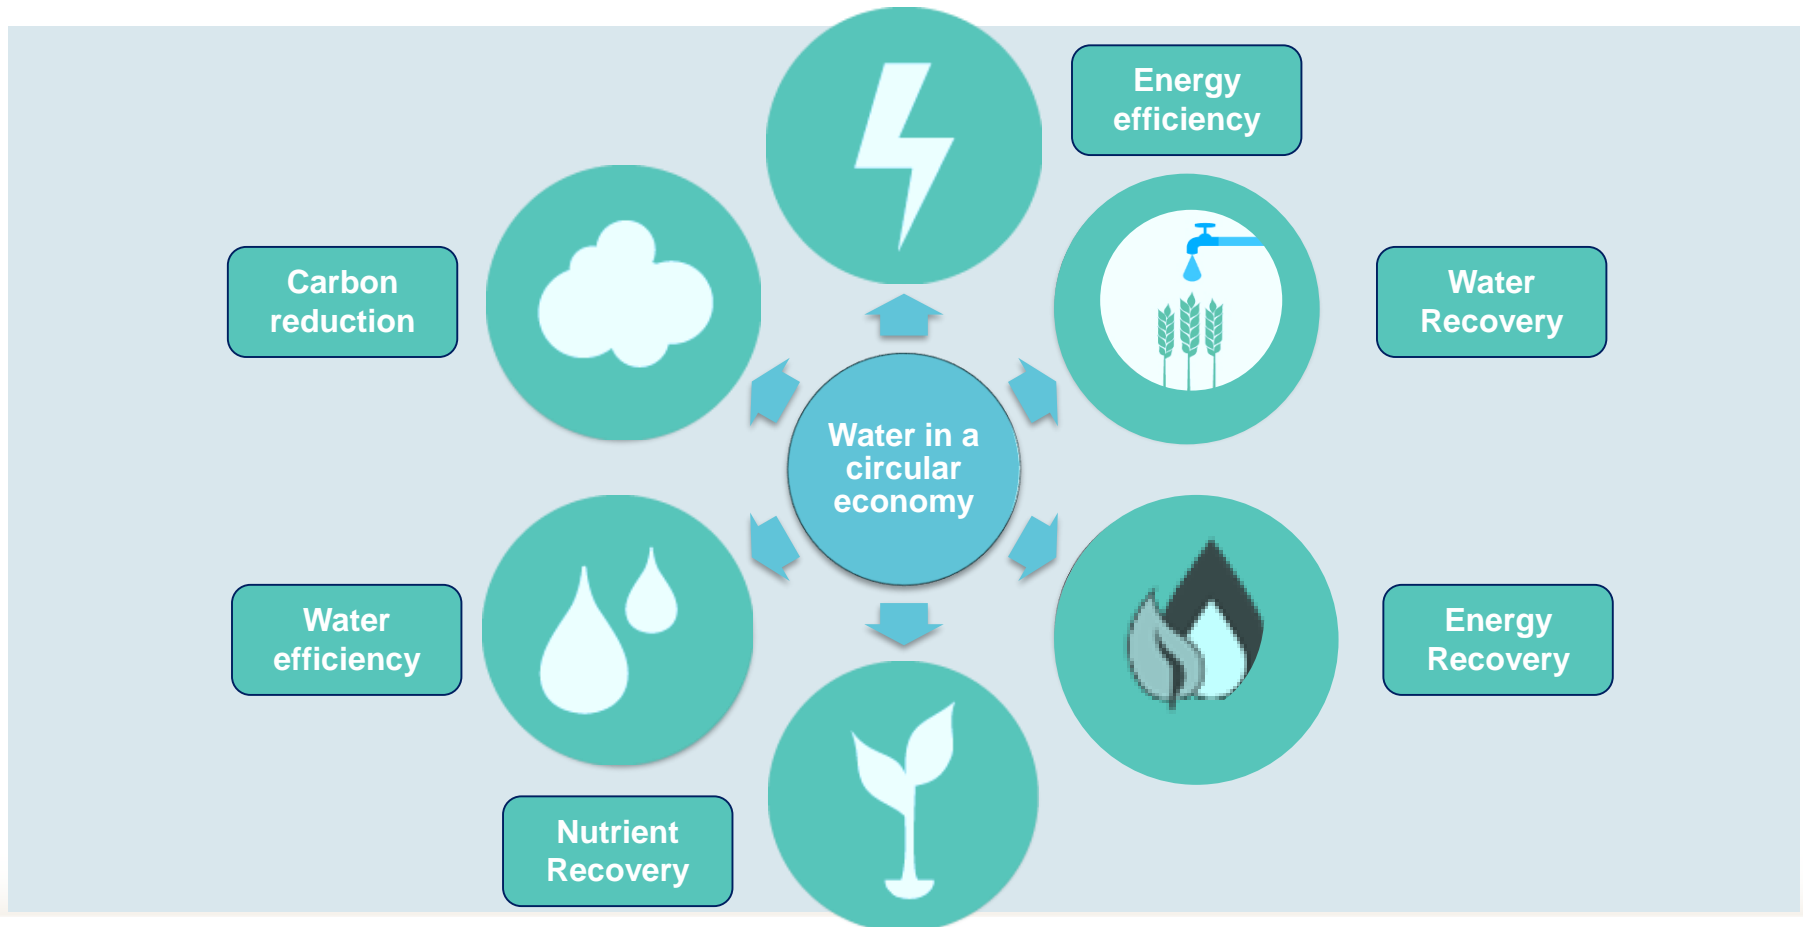 Energy
efficiency
Carbon
reduction
Water
Recovery
Water in a
circular
economy
Water
efficiency
Energy
Recovery
Nutrient
Recovery